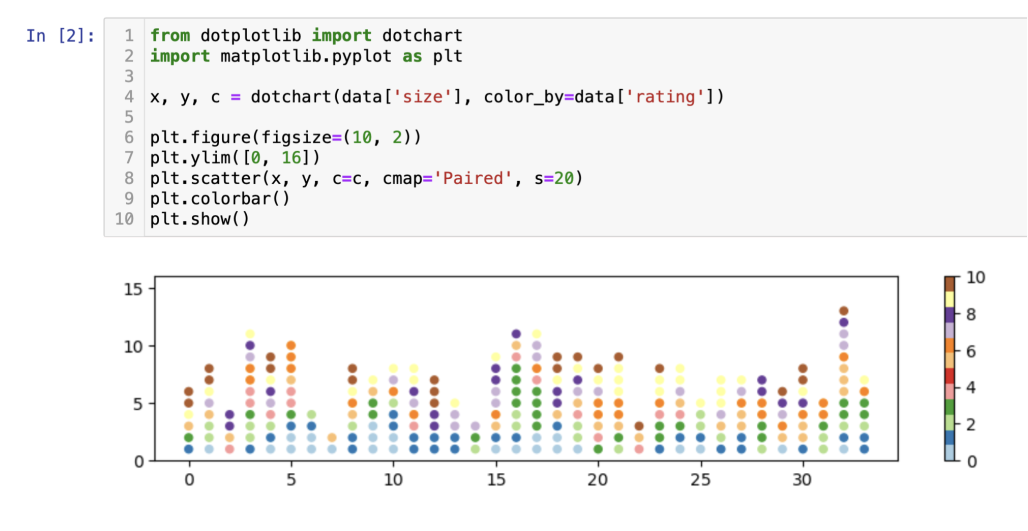 In [2]:
1 from dotplotlib import dotchart
2 import matplotlib.pyplot as plt
3
4 x, y, c = dotchart(data['size'], color_by=data['rating'])
5
6 plt.figure(figsize=(10, 2))
7 plt.ylim([0, 16])
8 plt.scatter(x, y, c=c, cmap='Paired', s=20)
9 plt.colorbar()
10 plt.show()
15
10
5
0
0 5 10 15 20 25 30
10
8
6
4
2
0